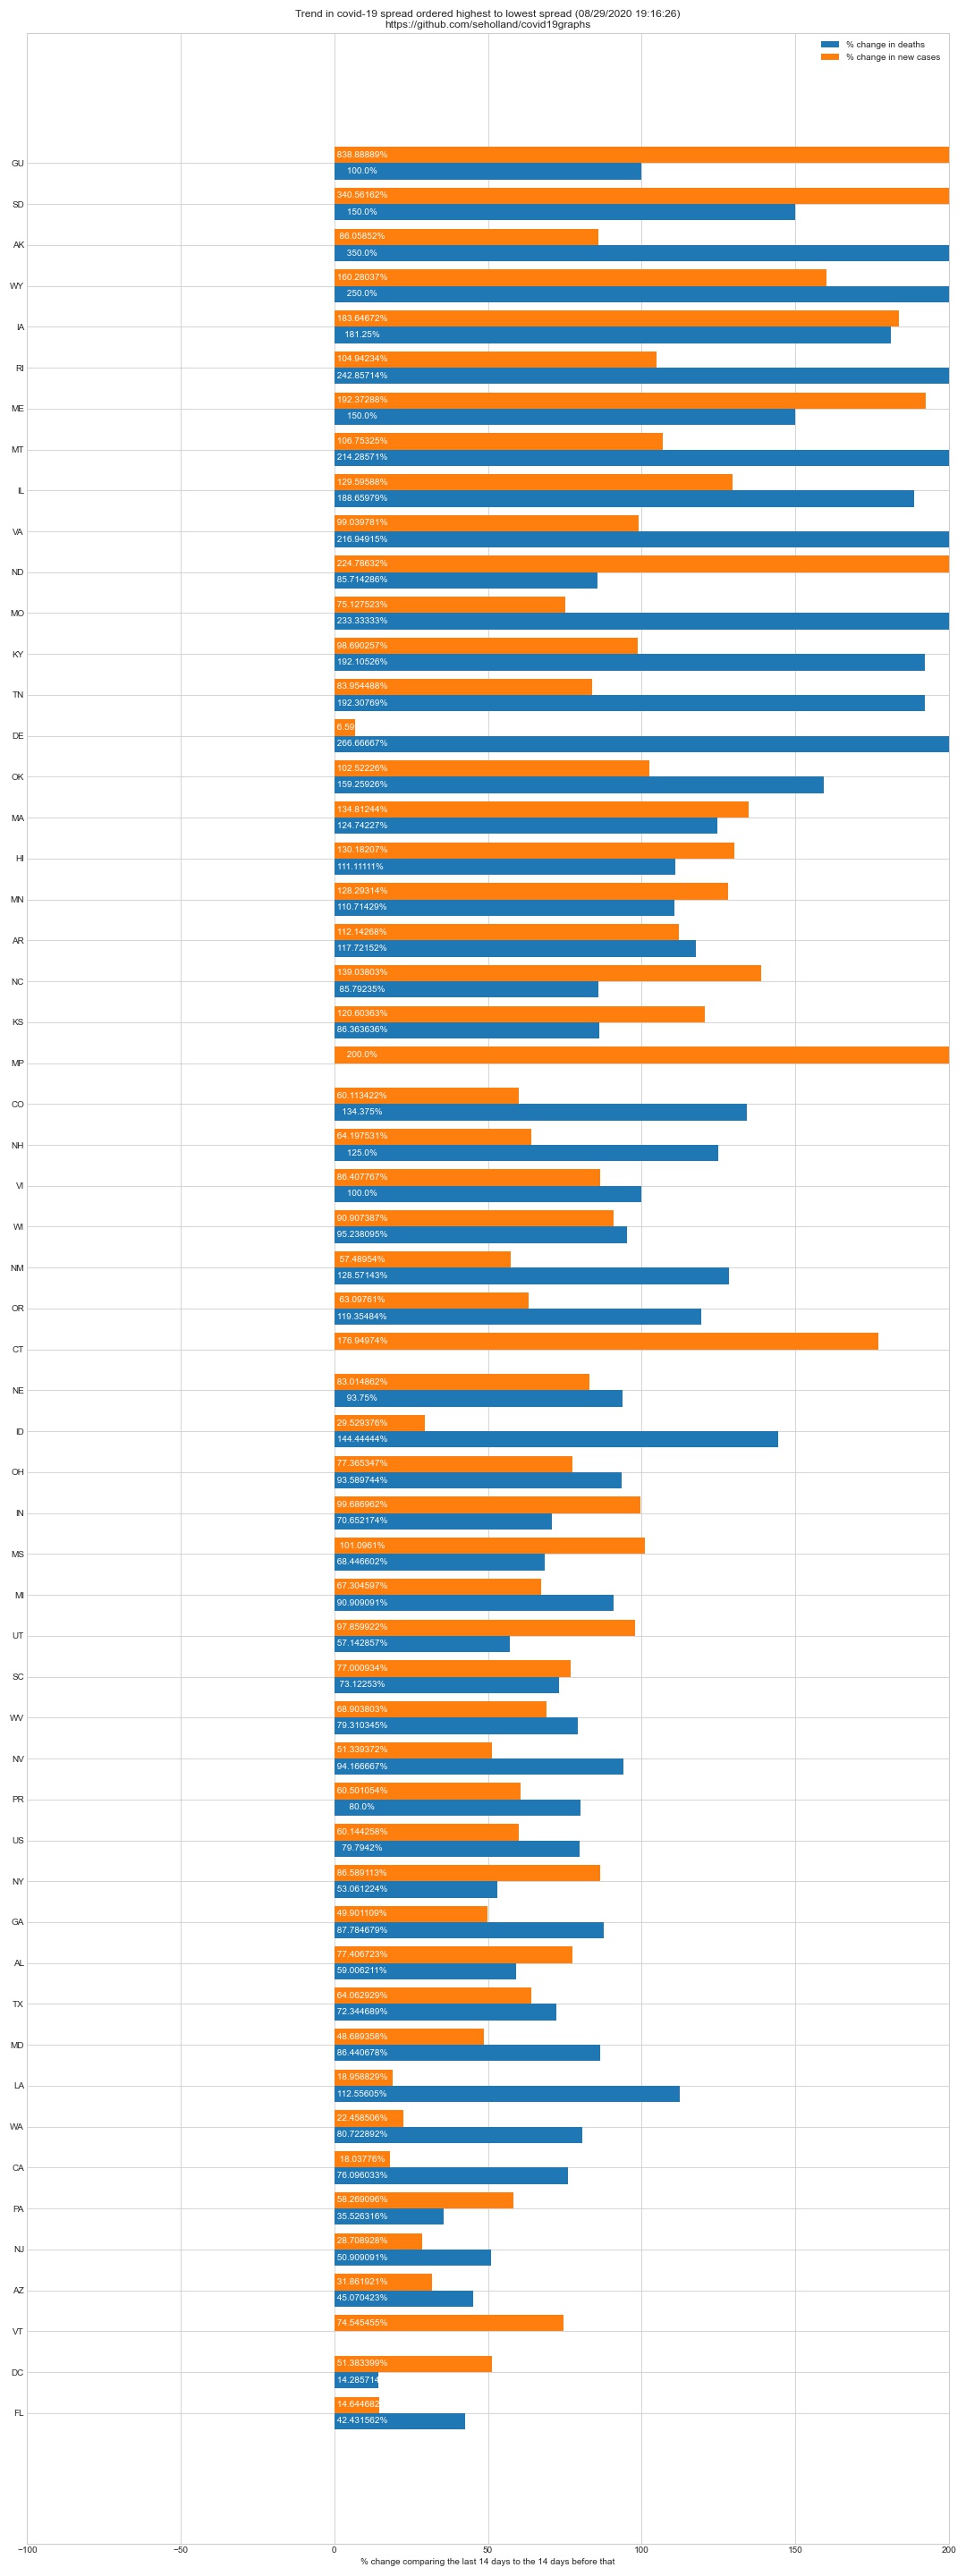 Trend in covid-19 spread ordered highest to lowest spread (08/29/2020 19:16:26)
https://github.com/seholland/covid19graphs
% change in deaths
% change in new cases
838.88889%
GU
100.0%
340.56162%
SD
150.0%
86.05852%
AK
350.0%
160.28037%
WY
250.0%
183.64672%
IA
181.25%
104.94234%
RI
242.85714%
192.37288%
ME
150.0%
106.75325%
MT
214.28571%
129.59588%
IL
188.65979%
99.039781%
VA
216.94915%
224.78632%
ND
85.714286%
75.127523%
MO
233.33333%
98.690257%
KY
192.10526%
83.954488%
TN
192.30769%
6.59
DE
266.66667%
102.52226%
OK
159.25926%
134.81244%
MA
124.74227%
130.18207%
HI
111.11111%
128.29314%
MN
110.71429%
112.14268%
AR
117.72152%
139.03803%
NC
85.79235%
120.60363%
KS
86.363636%
200.0%
MP
60.113422%
CO
134.375%
64.197531%
NH
125.0%
86.407767%
VI
100.0%
90.907387%
WI
95.238095%
57.48954%
NM
128.57143%
63.09761%
OR
119.35484%
176.94974%
CT
83.014862%
NE
93.75%
29.529376%
ID
144.44444%
77.365347%
OH
93.589744%
99.686962%
IN
70.652174%
101.0961%
MS
68.446602%
67.304597%
MI
90.909091%
97.859922%
UT
57.142857%
77.000934%
SC
73.12253%
68.903803%
WV
79.310345%
51.339372%
NV
94.166667%
60.501054%
PR
80.0%
60.144258%
US
79.7942%
86.589113%
NY
53.061224%
49.901109%
GA
87.784679%
77.406723%
AL
59.006211%
64.062929%
TX
72.344689%
48.689358%
MD
86.440678%
18.958829%
LA
112.55605%
22.458506%
WA
80.722892%
18.03776%
CA
76.096033%
58.269096%
PA
35.526316%
28.708928%
NJ
50.909091%
31.861921%
AZ
45.070423%
74.545455%
VT
51.383399%
DC
14.285714
14.644682
FL
42.431562%
−100 −50 0 50 100 150 200
% change comparing the last 14 days to the 14 days before that